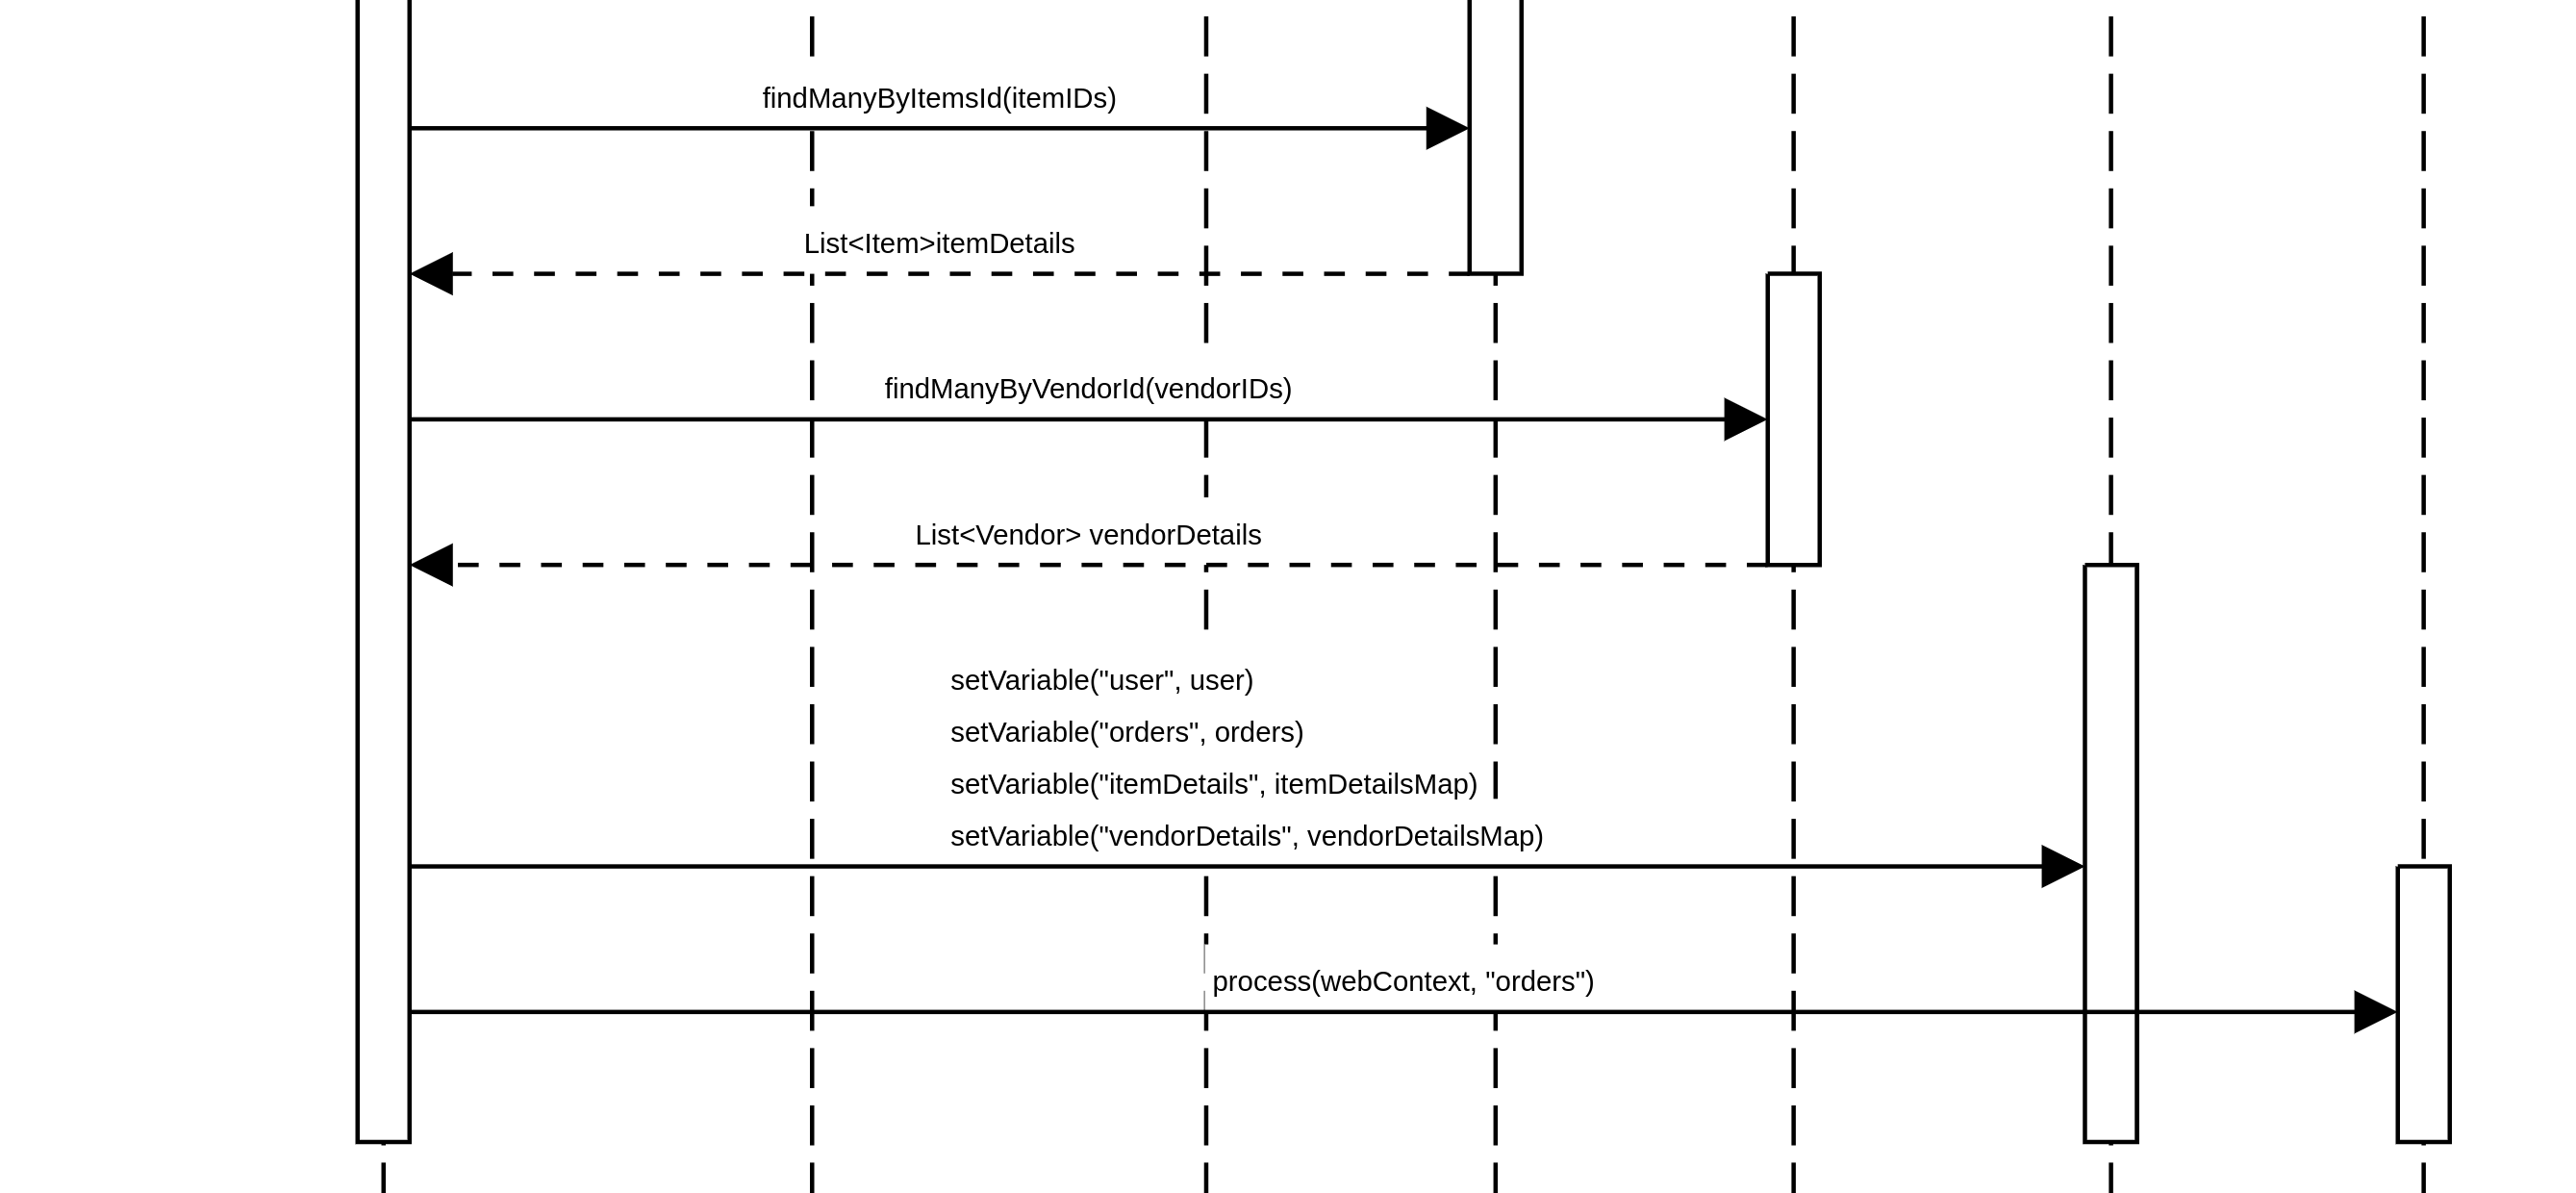 findManyByItemsId(itemIDs)
List<Item>itemDetails
findManyByVendorId(vendorIDs)
List<Vendor> vendorDetails
setVariable("user", user)
setVariable("orders", orders)
setVariable("itemDetails", itemDetailsMap)
setVariable("vendorDetails", vendorDetailsMap)
process(webContext, "orders")